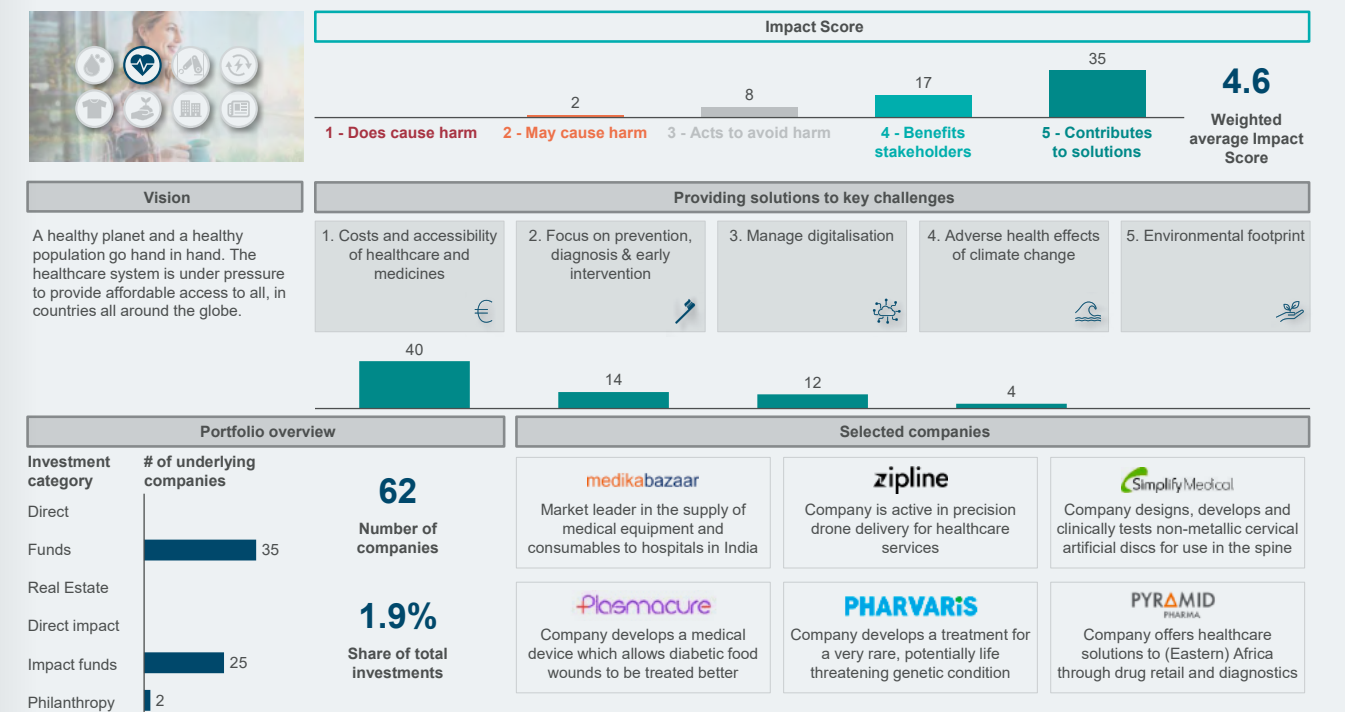 Impact Score
2
8
17
35
1 - Does cause harm
2 - May cause harm
3 - Acts to avoid harm
4 - Benefits
stakeholders
5 - Contributes
to solutions
4.6
Weighted
average Impact
Score
Vision
A healthy planet and a healthy
population go hand in hand. The
healthcare system is under pressure
to provide affordable access to all, in
countries all around the globe.
Providing solutions to key challenges
1. Costs and accessibility
of healthcare and
medicines
€
2. Focus on prevention,
diagnosis & early
intervention
3. Manage digitalisation
4. Adverse health effects
of climate change
5. Environmental footprint
40
14
12
4
Portfolio overview
Investment
category
# of underlying
companies
Direct
Funds
35
Real Estate
Direct impact
Impact funds
25
Philanthropy
2
62
Number of
companies
1.9%
Share of total
investments
Selected companies
medikabazaar
Market leader in the supply of
medical equipment and
consumables to hospitals in India
zipline
Company is active in precision
drone delivery for healthcare
services
Simplify Medical
Company designs, develops and
clinically tests non-metallic cervical
artificial discs for use in the spine
Plasmacure
Company develops a medical
device which allows diabetic food
wounds to be treated better
PHARVARiS
Company develops a treatment for
a very rare, potentially life
threatening genetic condition
PYRAMID
PHARMA
Company offers healthcare
solutions to (Eastern) Africa
through drug retail and diagnostics